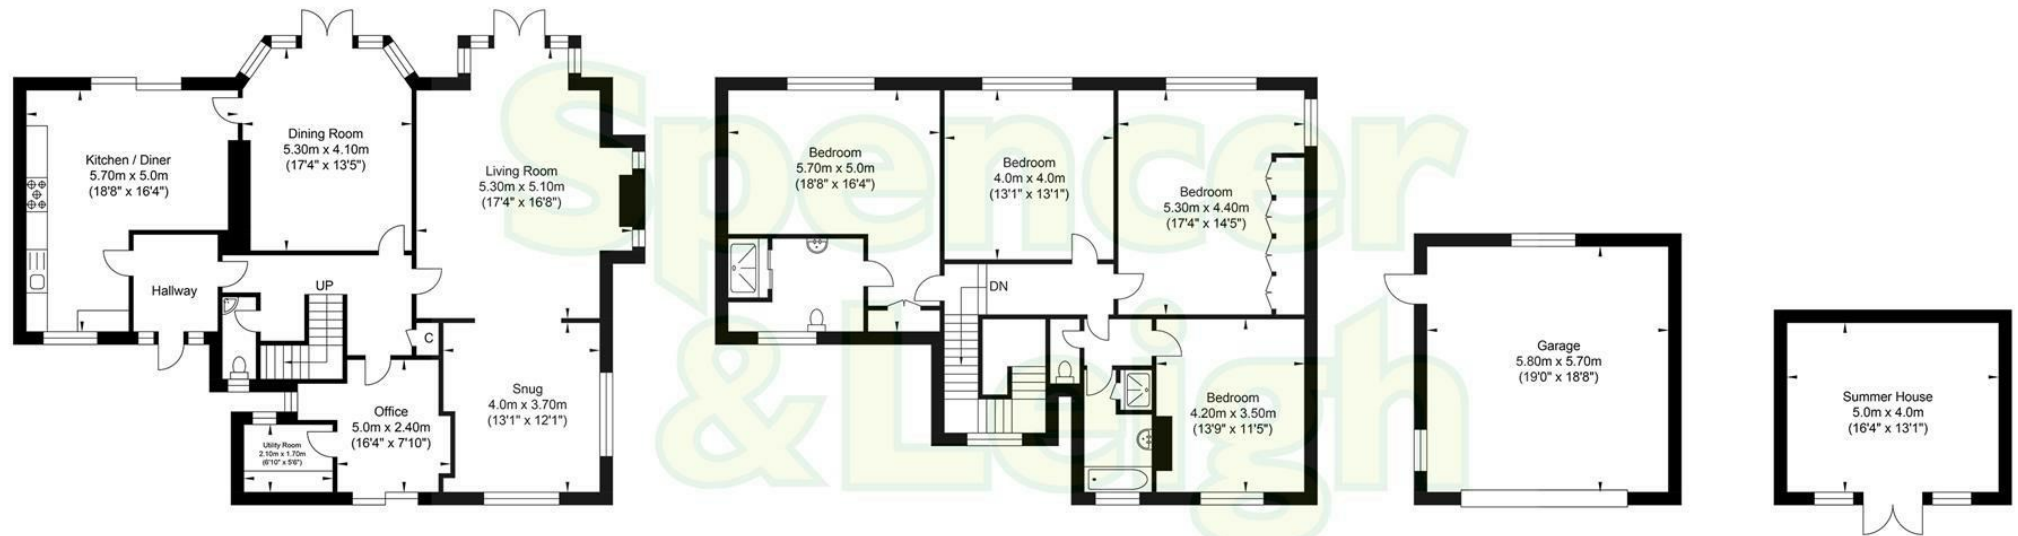 Kitchen / Diner
5.70m x 5.0m
(18'8" x 16'4")
Dining Room
5.30m x 4.10m
(17'4" x 13'5")
Living Room
5.30m x 5.10m
(17'4" x 16'8")
Hallway
UP
C
Snug
4.0m x 3.70m
(13'1" x 12'1")
Office
5.0m x 2.40m
(16'4" x 7'10")
Utility Room
2.10m x 1.70m
(6'10" x 5'6")
Bedroom
5.70m x 5.0m
(18'8" x 16'4")
Bedroom
4.0m x 4.0m
(13'1" x 13'1")
Bedroom
5.30m x 4.40m
(17'4" x 14'5")
DN
Bedroom
4.20m x 3.50m
(13'9" x 11'5")
Garage
5.80m x 5.70m
(19'0" x 18'8")
Summer House
5.0m x 4.0m
(16'4" x 13'1")
Spencer
& Leigh